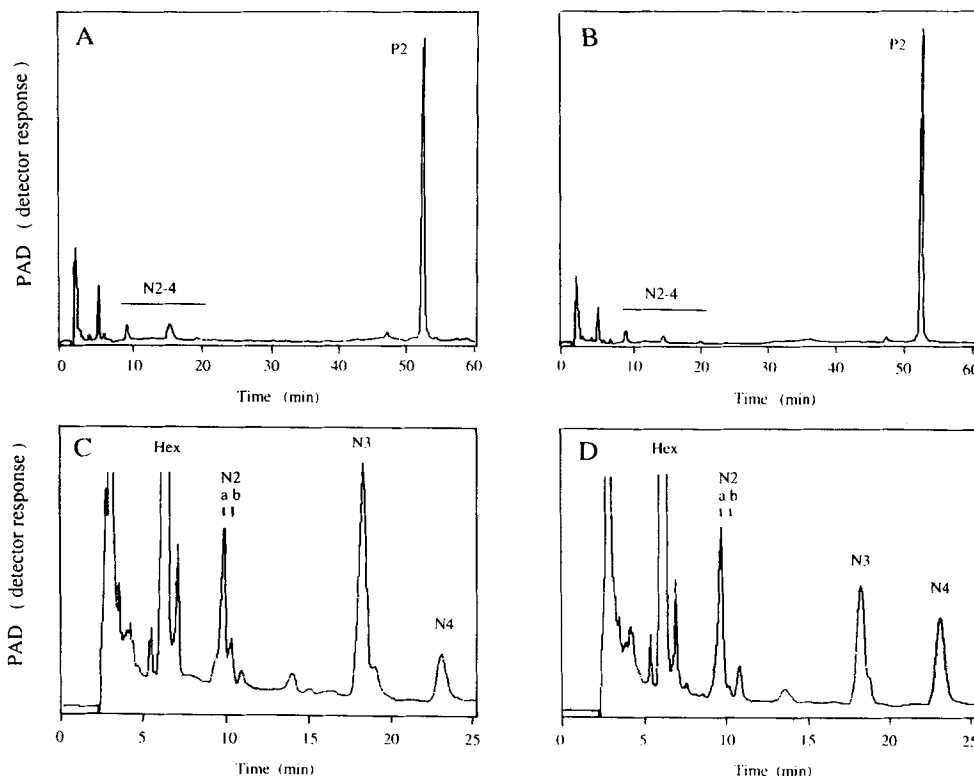 A
P2
N2-4
PAD ( detector response )
0 10 20 30 40 50 60
Time (min)
B
P2
N2-4
0 10 20 30 40 50 60
Time (min)
C
Hex
N2
a b
N3
N4
PAD ( detector response )
0 5 10 15 20 25
Time (min)
D
Hex
N2
a b
N3
N4
0 5 10 15 20 25
Time (min)